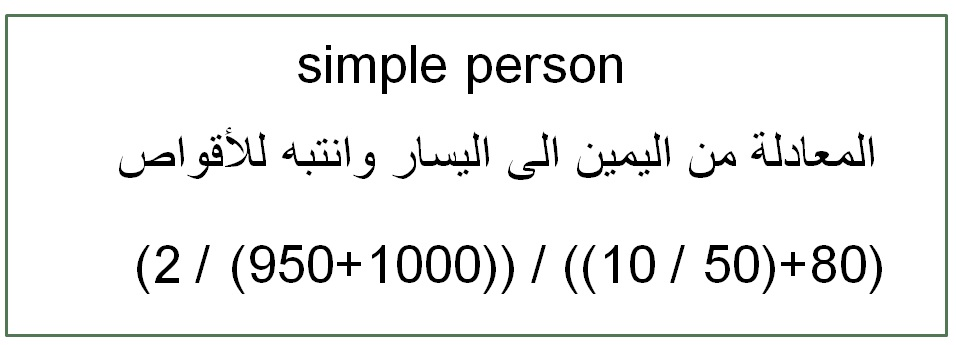 simple person
المعادلة من اليمين الى اليسار وانتبه للأقواص
(2 / (950+1000)) / ((10 / 50)+80)